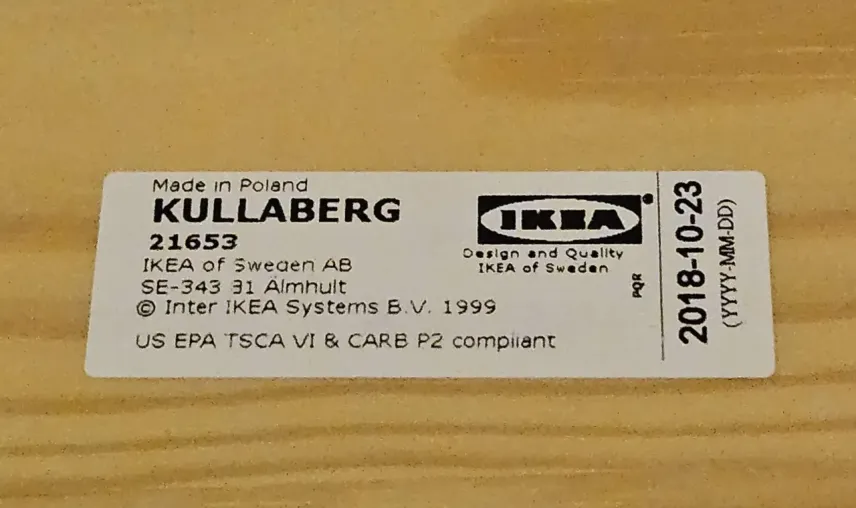 Made in Poland
KULLABERG
21653
IKEA of Sweden AB
SE-343 81 Älmhult
© Inter IKEA Systems B.V. 1999
US EPA TSCA VI & CARB P2 compliant
IKEA®
Design and Quality
IKEA of Sweden
PQR
2018-10-23
(YYYY-MM-DD)